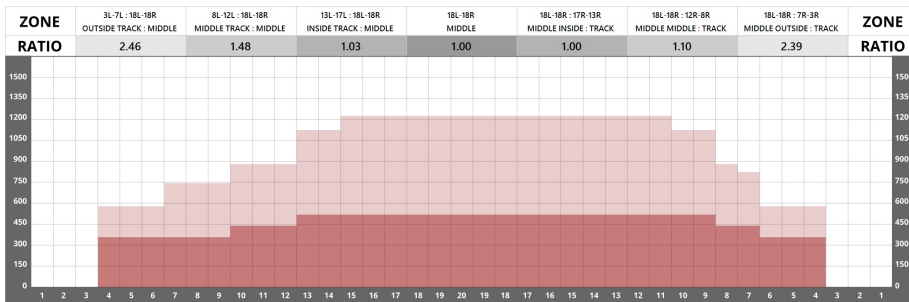 ZONE 3L-7L : 18L-18R 8L-12L : 18L-18R 13L-17L : 18L-18R 18L-18R 18L-18R : 17R-13R 18L-18R : 12R-8R 18L-18R : 7R-3R ZONE
OUTSIDE TRACK : MIDDLE MIDDLE TRACK : MIDDLE INSIDE TRACK : MIDDLE MIDDLE MIDDLE INSIDE : TRACK MIDDLE MIDDLE : TRACK MIDDLE OUTSIDE : TRACK
RATIO 2.46 1.48 1.03 1.00 1.00 1.10 2.39 RATIO
1500 1500
1350 1350
1200 1200
1050 1050
900 900
750 750
600 600
450 450
300 300
150 150
0 0
1 2 3 4 5 6 7 8 9 10 11 12 13 14 15 16 17 18 19 20 19 18 17 16 15 14 13 12 11 10 9 8 7 6 5 4 3 2 1